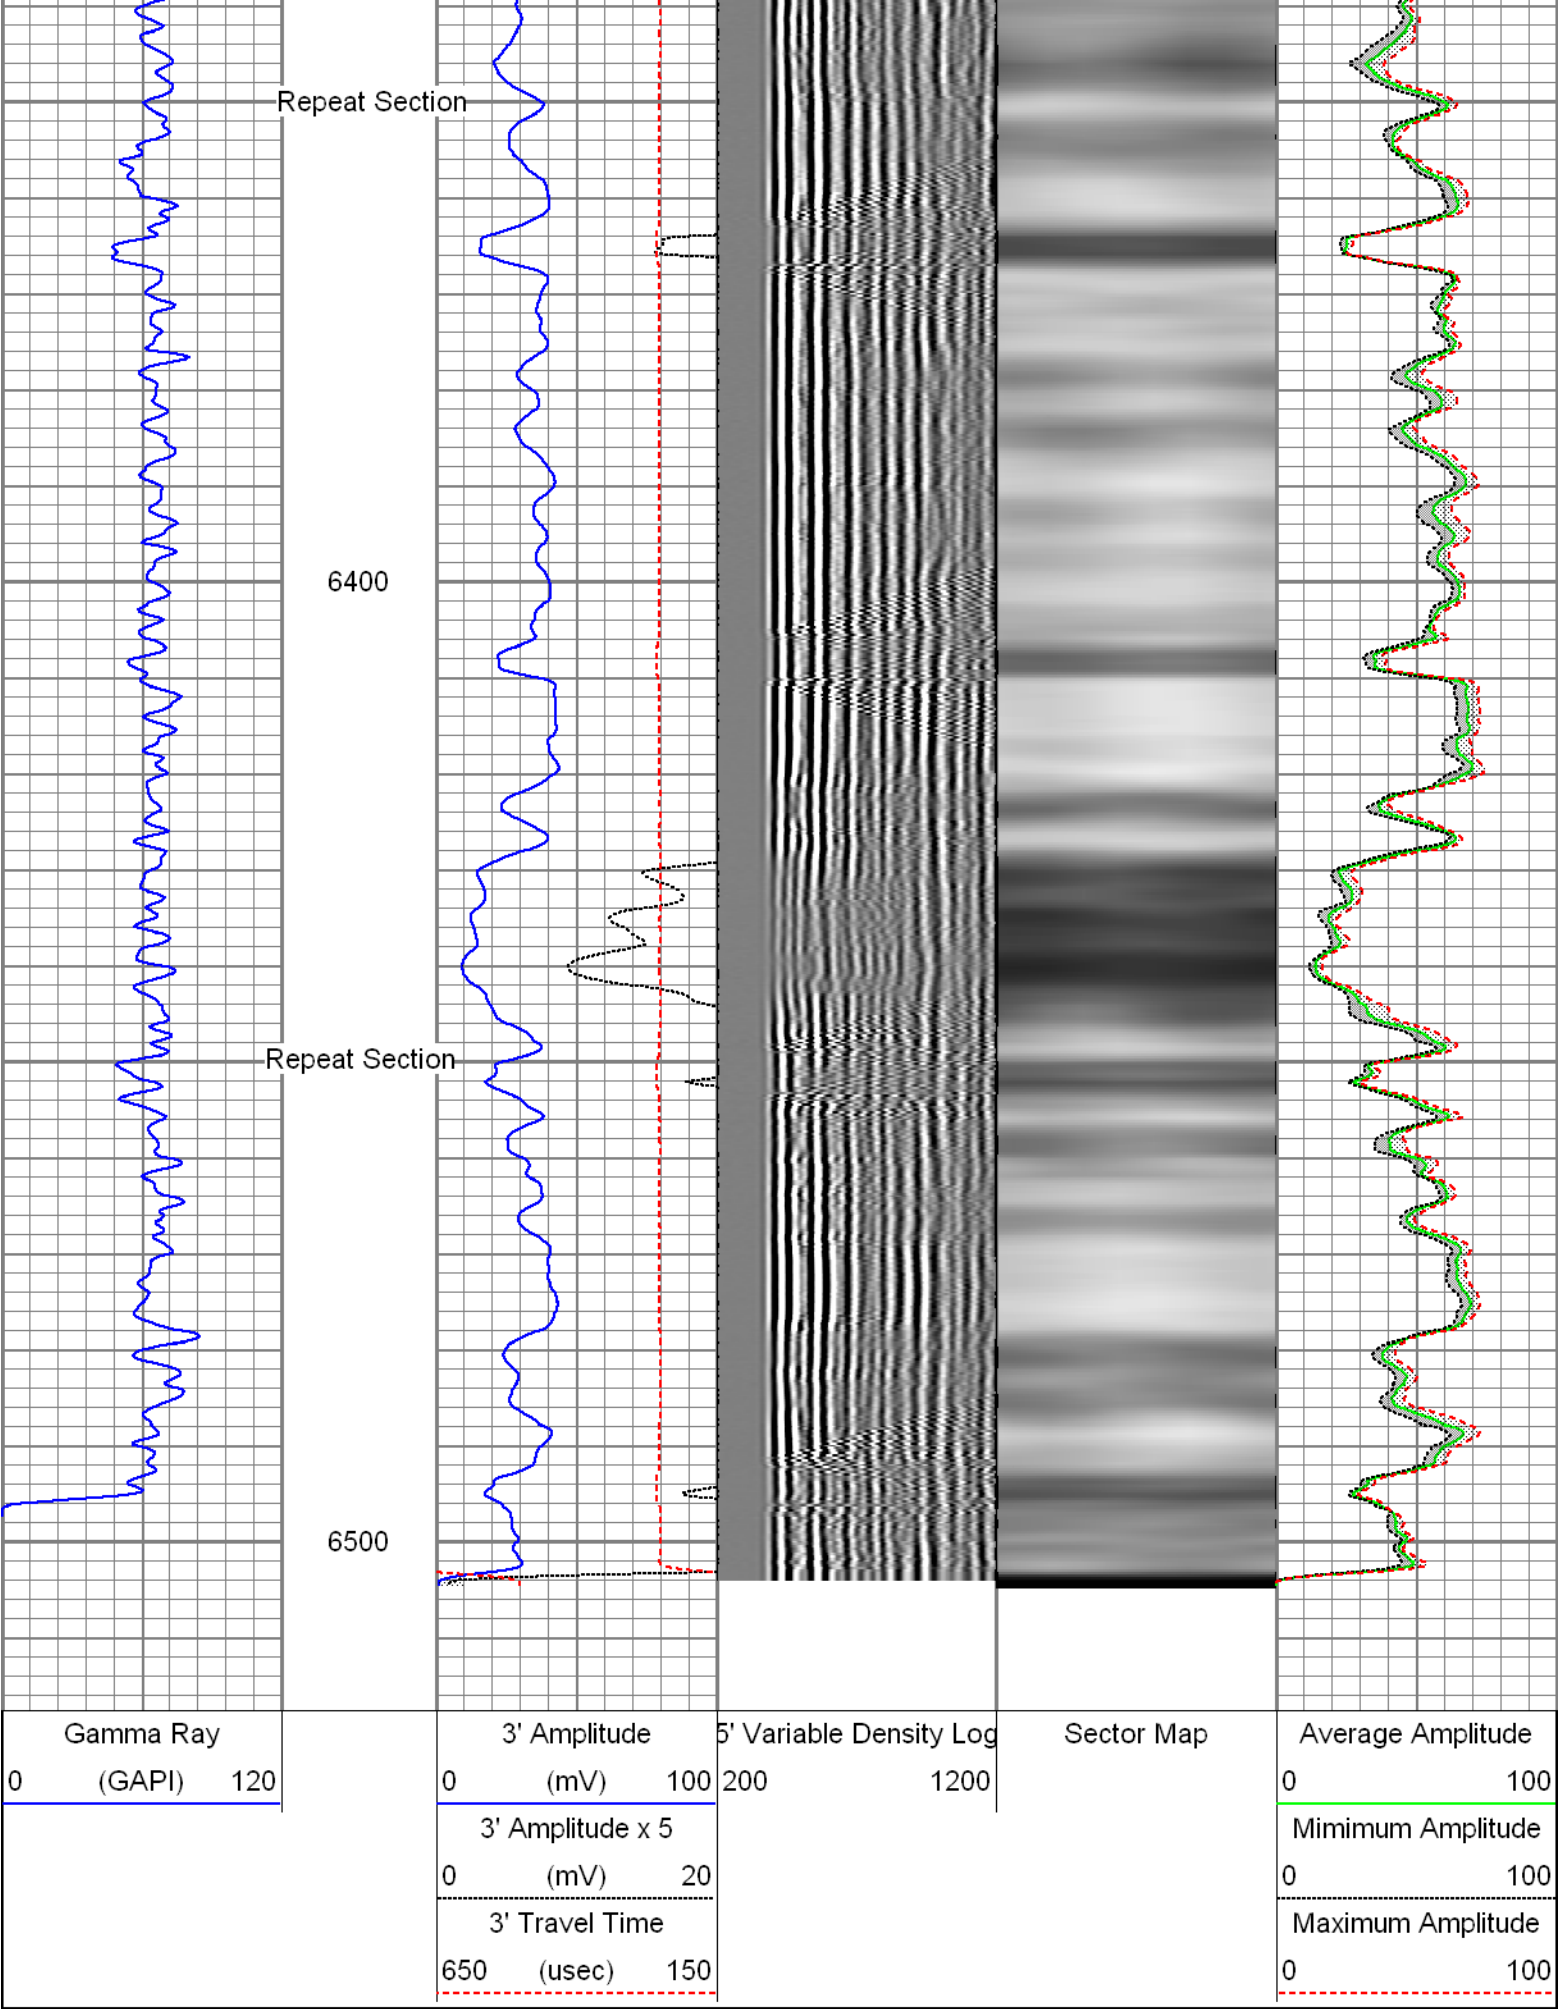 Repeat Section
6400
Repeat Section
6500
Gamma Ray
0 (GAPI) 120
3' Amplitude
0 (mV) 100
3' Amplitude x 5
0 (mV) 20
3' Travel Time
650 (usec) 150
5' Variable Density Log
200 1200
Sector Map
Average Amplitude
0 100
Mimimum Amplitude
0 100
Maximum Amplitude
0 100